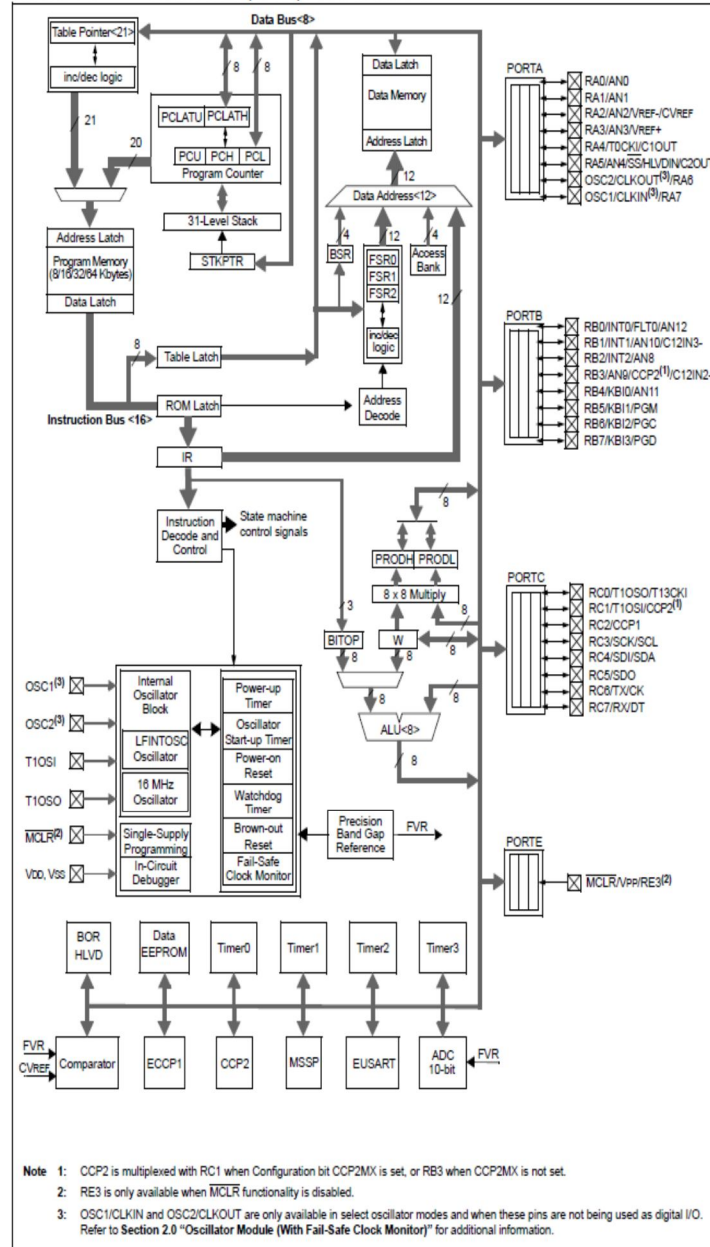 Data Bus<8>
Table Pointer<21>
inc/dec logic
21
20
8
8
PCLATU PCLATH
PCU PCH PCL
Program Counter
31-Level Stack
STKPTR
Data Latch
Data Memory
Address Latch
12
Data Address<12>
4
12
4
BSR
FSR0
FSR1
FSR2
inc/dec
logic
Access
Bank
12
Address
Decode
Address Latch
Program Memory
(8/16/32/64 Kbytes)
Data Latch
8
Table Latch
ROM Latch
Instruction Bus <16>
IR
Instruction
Decode and
Control
State machine
control signals
8
PRODH PRODL
8 x 8 Multiply
3
8
BITOP
W
8
8
8
8
8
8
ALU<8>
8
OSC1(3)
OSC2(3)
T1OSI
T1OSO
MCLR(2)
VDD, VSS
Internal
Oscillator
Block
LFINTOSC
Oscillator
16 MHz
Oscillator
Single-Supply
Programming
In-Circuit
Debugger
Power-up
Timer
Oscillator
Start-up Timer
Power-on
Reset
Watchdog
Timer
Brown-out
Reset
Fail-Safe
Clock Monitor
Precision
Band Gap
Reference
FVR
PORTA
RA0/AN0
RA1/AN1
RA2/AN2/VREF-/CVREF
RA3/AN3/VREF+
RA4/T0CKI/C1OUT
RA5/AN4/SS/HLVDIN/C2OUT
OSC2/CLKOUT(3)/RA6
OSC1/CLKIN(3)/RA7
PORTB
RB0/INT0/FLT0/AN12
RB1/INT1/AN10/C12IN3-
RB2/INT2/AN8
RB3/AN9/CCP2(1)/C12IN2-
RB4/KBI0/AN11
RB5/KBI1/PGM
RB6/KBI2/PGC
RB7/KBI3/PGD
PORTC
RC0/T1OSO/T13CKI
RC1/T1OSI/CCP2(1)
RC2/CCP1
RC3/SCK/SCL
RC4/SDI/SDA
RC5/SDO
RC6/TX/CK
RC7/RX/DT
PORTE
MCLR/VPP/RE3(2)
BOR
HLVD
Data
EEPROM
Timer0
Timer1
Timer2
Timer3
FVR
CVREF
Comparator
ECCP1
CCP2
MSSP
EUSART
ADC
10-bit
FVR
Note 1: CCP2 is multiplexed with RC1 when Configuration bit CCP2MX is set, or RB3 when CCP2MX is not set.
2: RE3 is only available when MCLR functionality is disabled.
3: OSC1/CLKIN and OSC2/CLKOUT are only available in select oscillator modes and when these pins are not being used as digital I/O.
Refer to Section 2.0 “Oscillator Module (With Fail-Safe Clock Monitor)” for additional information.